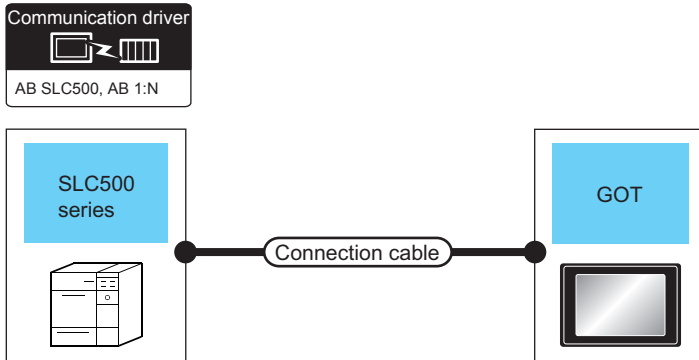 Communication driver
AB SLC500, AB 1:N
SLC500
series
GOT
Connection cable